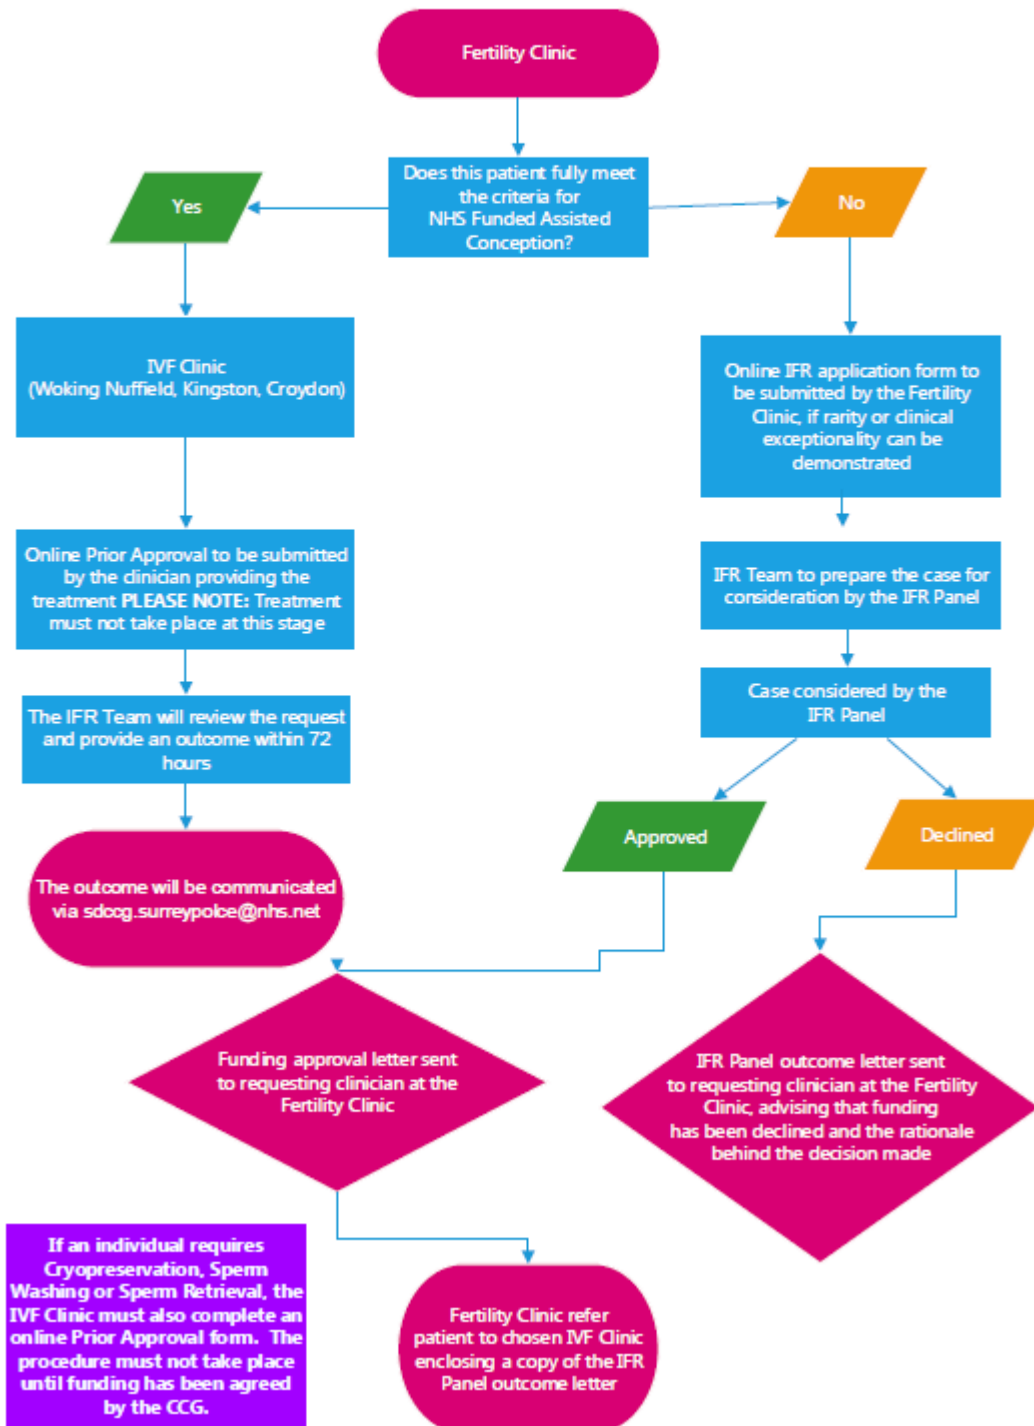 Fertility Clinic
Does this patient fully meet
the criteria for
NHS Funded Assisted
Conception?
Yes
No
IVF Clinic
(Woking Nuffield, Kingston, Croydon)
Online IFR application form to
be submitted by the Fertility
Clinic, if rarity or clinical
exceptionality can be
demonstrated
Online Prior Approval to be submitted
by the clinician providing the
treatment PLEASE NOTE: Treatment
must not take place at this stage
IFR Team to prepare the case for
consideration by the IFR Panel
The IFR Team will review the request
and provide an outcome within 72
hours
Case considered by the
IFR Panel
Approved
Declined
The outcome will be communicated
via sdccg.surreypolce@nhs.net
Funding approval letter sent
to requesting clinician at the
Fertility Clinic
IFR Panel outcome letter sent
to requesting clinician at the Fertility
Clinic, advising that funding
has been declined and the rationale
behind the decision made
If an individual requires
Cryopreservation, Sperm
Washing or Sperm Retrieval, the
IVF Clinic must also complete an
online Prior Approval form. The
procedure must not take place
until funding has been agreed
by the CCG.
Fertility Clinic refer
patient to chosen IVF Clinic
enclosing a copy of the IFR
Panel outcome letter